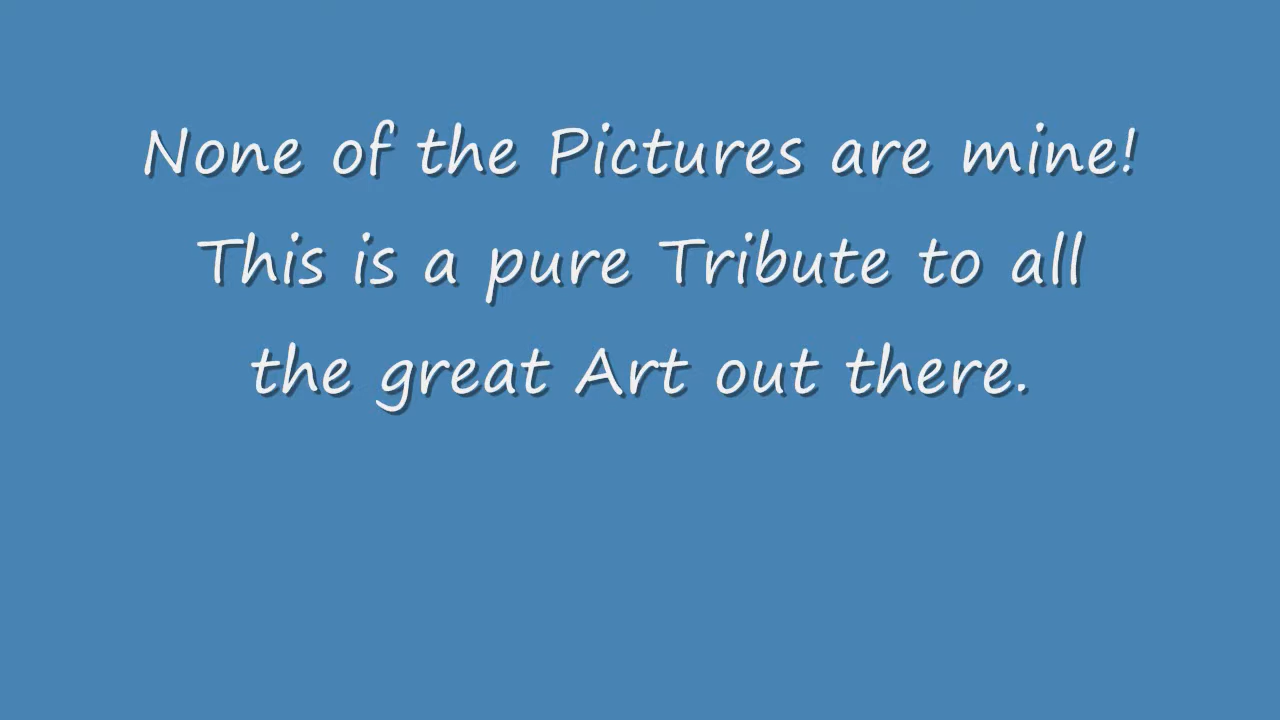 None of the Pictures are mine!
This is a pure Tribute to all
the great Art out there.